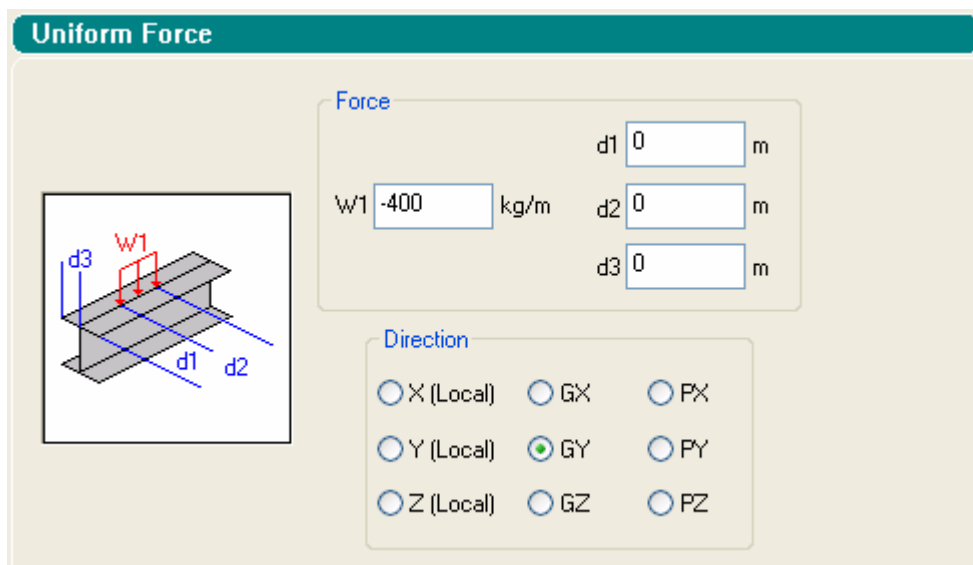 Uniform Force
Force
d1 0 m
W1 -400 kg/m d2 0 m
d3 0 m
W1
d3
d1
d2
Direction
X (Local) GX PX
Y (Local) GY PY
Z (Local) GZ PZ